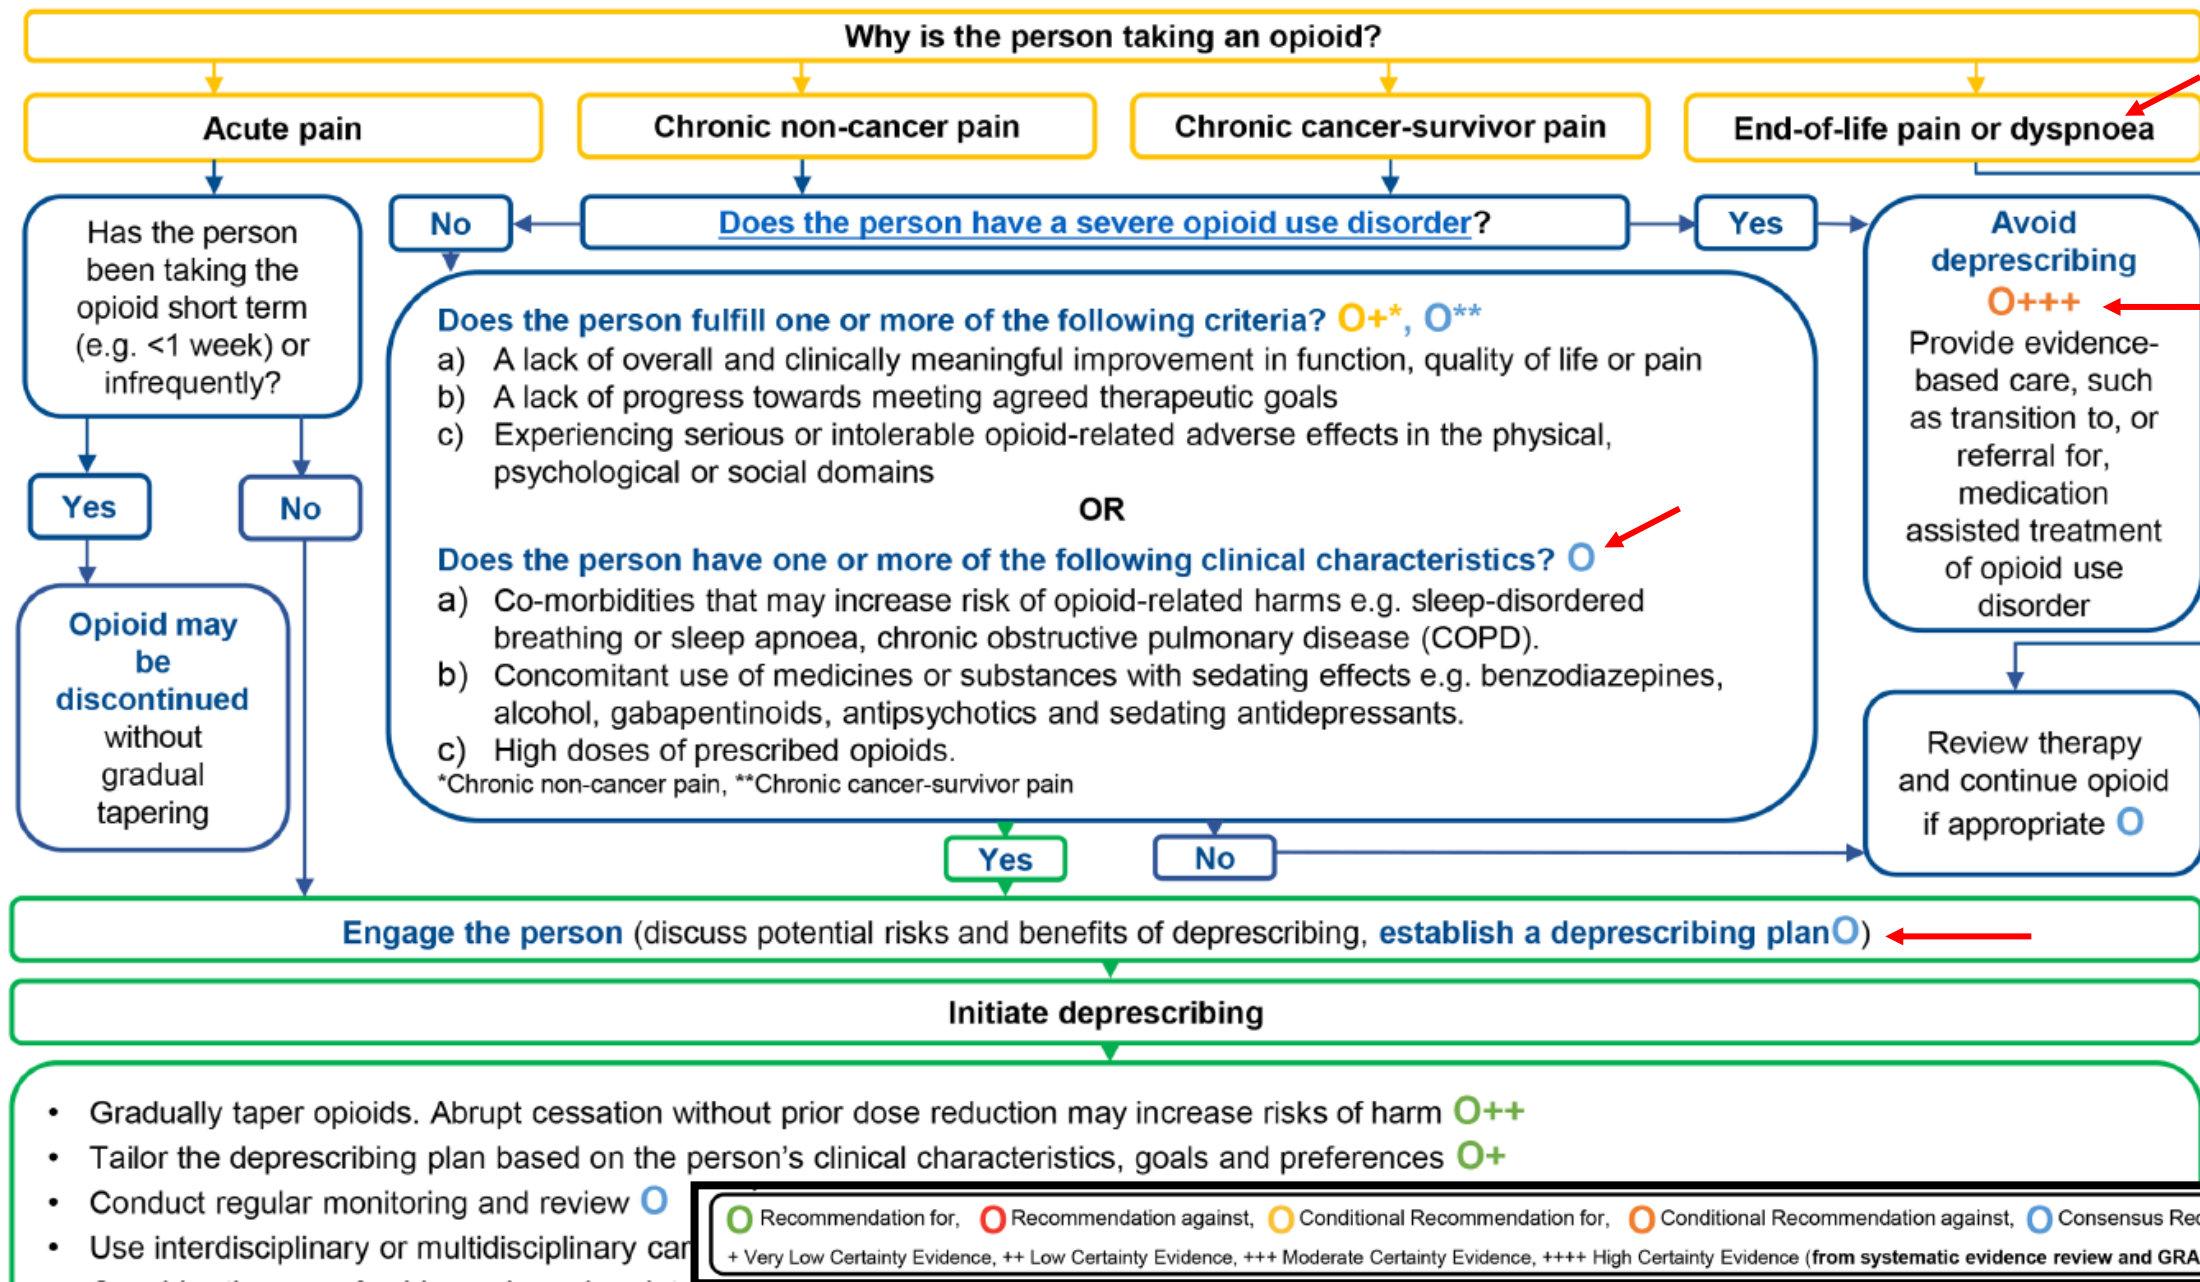 Why is the person taking an opioid?
Acute pain
Chronic non-cancer pain
Chronic cancer-survivor pain
End-of-life pain or dyspnoea
Has the person
been taking the
opioid short term
(e.g. <1 week) or
infrequently?
Yes
No
Opioid may
be
discontinued
without
gradual
tapering
No
Does the person have a severe opioid use disorder?
Yes
Avoid
deprescribing
O+++
Provide evidence-
based care, such
as transition to, or
referral for,
medication
assisted treatment
of opioid use
disorder
Does the person fulfill one or more of the following criteria? O+*, O**
a) A lack of overall and clinically meaningful improvement in function, quality of life or pain
b) A lack of progress towards meeting agreed therapeutic goals
c) Experiencing serious or intolerable opioid-related adverse effects in the physical,
psychological or social domains
OR
Does the person have one or more of the following clinical characteristics? O
a) Co-morbidities that may increase risk of opioid-related harms e.g. sleep-disordered
breathing or sleep apnoea, chronic obstructive pulmonary disease (COPD).
b) Concomitant use of medicines or substances with sedating effects e.g. benzodiazepines,
alcohol, gabapentinoids, antipsychotics and sedating antidepressants.
c) High doses of prescribed opioids.
*Chronic non-cancer pain, **Chronic cancer-survivor pain
Yes
No
Review therapy
and continue opioid
if appropriate O
Engage the person (discuss potential risks and benefits of deprescribing, establish a deprescribing plan O)
Initiate deprescribing
• Gradually taper opioids. Abrupt cessation without prior dose reduction may increase risks of harm O++
• Tailor the deprescribing plan based on the person's clinical characteristics, goals and preferences O+
• Conduct regular monitoring and review O
• Use interdisciplinary or multidisciplinary
O Recommendation for, O Recommendation against, O Conditional Recommendation for, O Conditional Recommendation against, O Consensus
+ Very Low Certainty Evidence, ++ Low Certainty Evidence, +++ Moderate Certainty Evidence, ++++ High Certainty Evidence (from systematic evidence review and